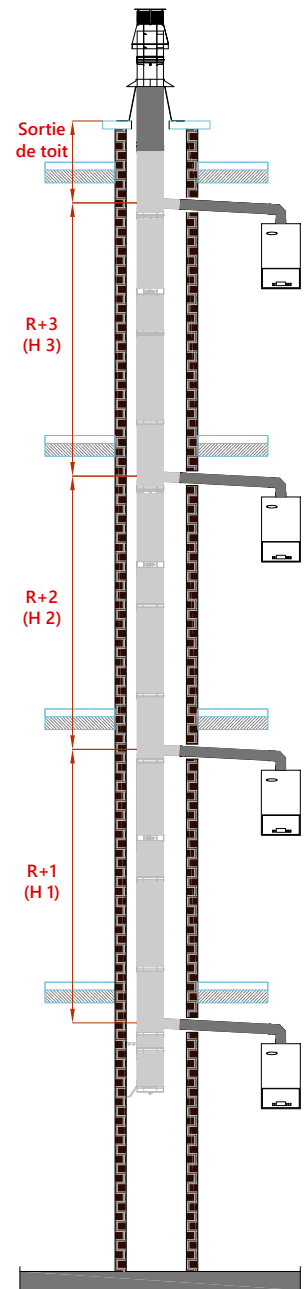 Sortie
de toit
R+3
(H 3)
R+2
(H 2)
R+1
(H 1)